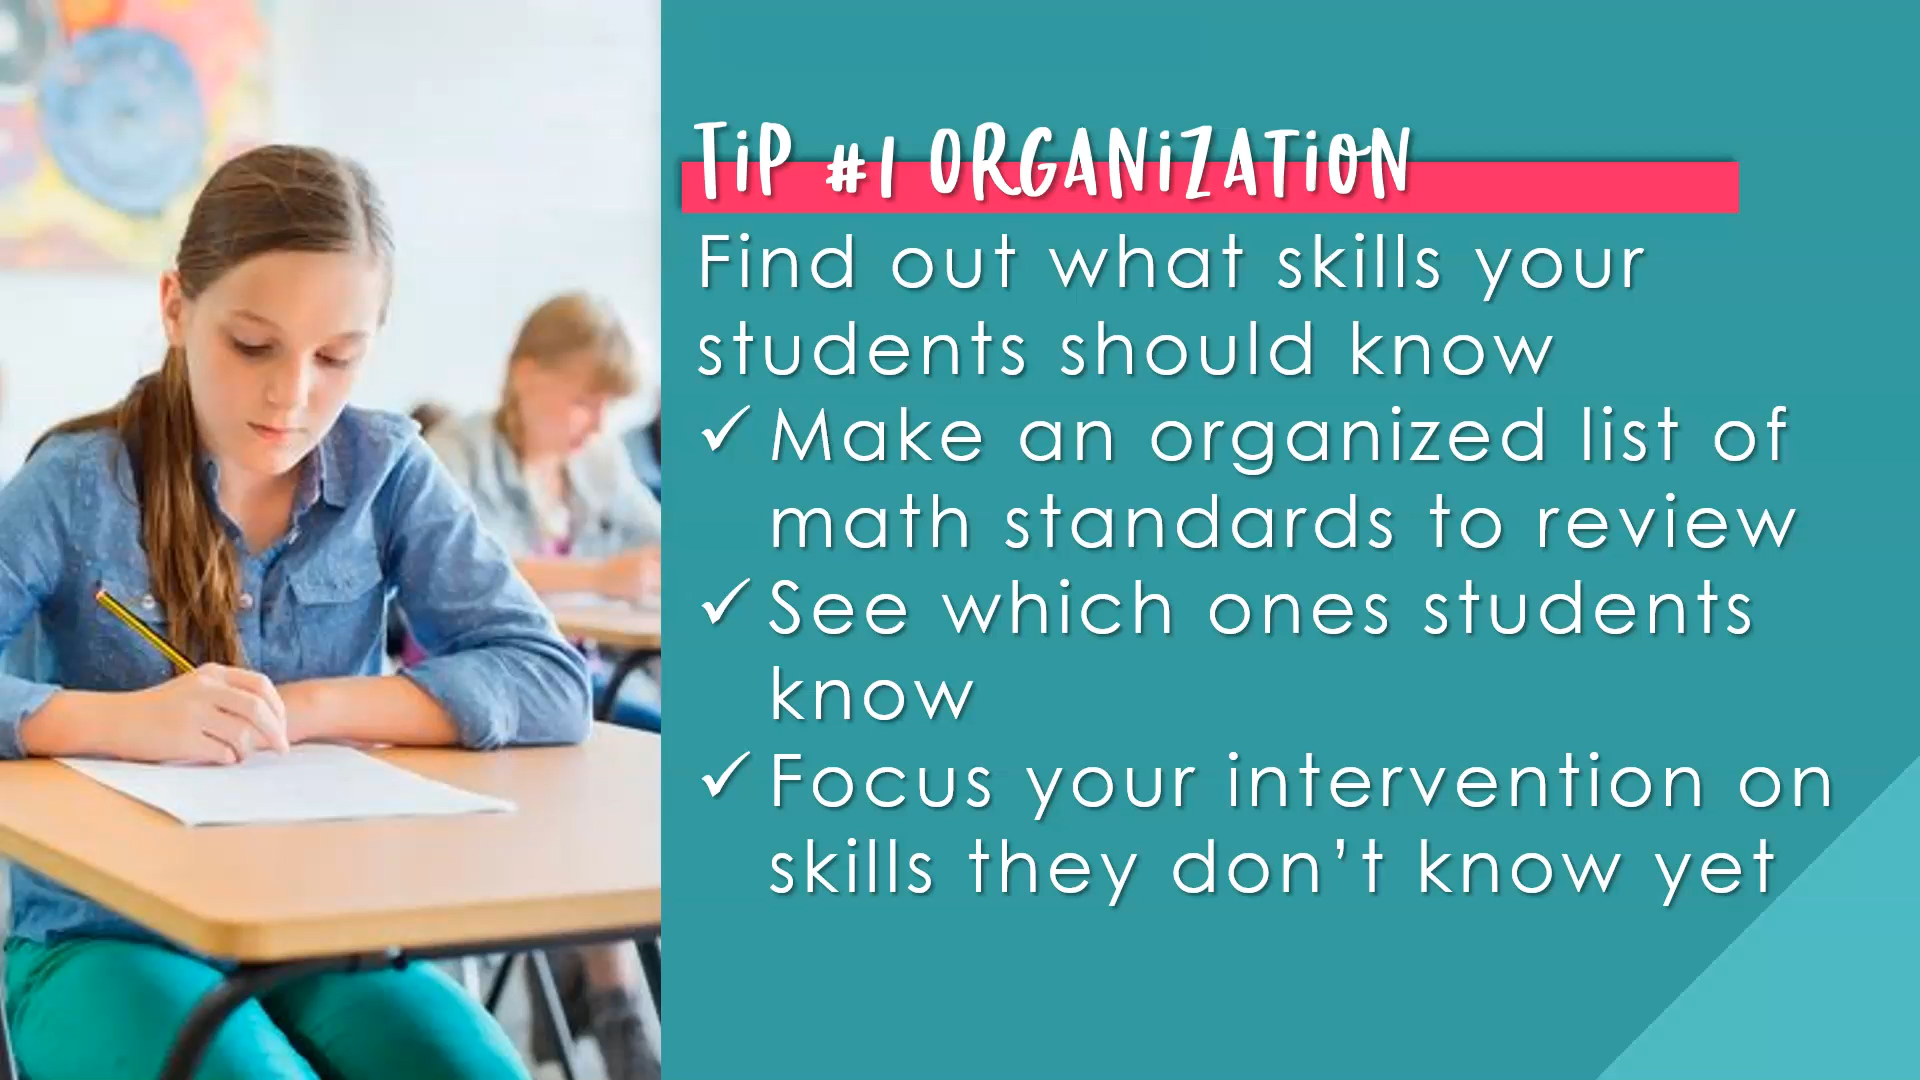 TiP #1 ORGANiZATiON
Find out what skills your
students should know
✓ Make an organized list of
math standards to review
✓ See which ones students
know
✓ Focus your intervention on
skills they don’t know yet